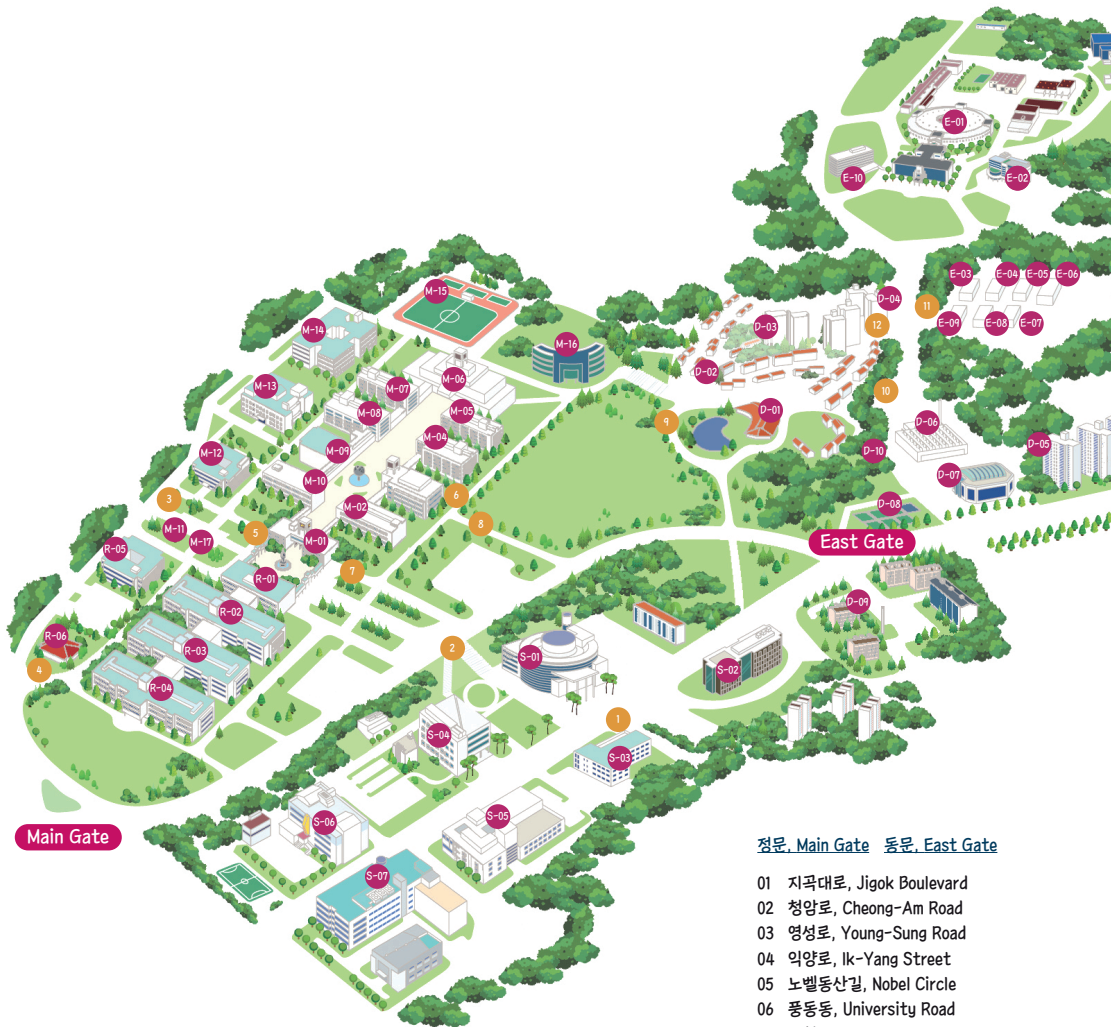 E-01
E-10
E-02
E-03
E-04
E-05
E-06
11
E-09
E-08
E-07
M-15
D-04
12
D-03
M-14
M-16
M-06
D-02
M-07
M-13
10
M-08
M-05
D-01
9
D-06
M-04
D-05
M-09
M-12
D-10
D-07
M-10
3
6
M-02
D-08
M-11
5
8
M-17
M-01
East Gate
R-05
7
R-01
D-09
R-02
R-06
2
R-03
S-01
4
S-02
R-04
1
S-04
S-03
S-05
S-06
Main Gate
S-07
정문, Main Gate 동문, East Gate
01 지곡대로, Jigok Boulevard
02 청암로, Cheong-Am Road
03 영성로, Young-Sung Road
04 익양로, Ik-Yang Street
05 노벨동산길, Nobel Circle
06 풍동동, University Road